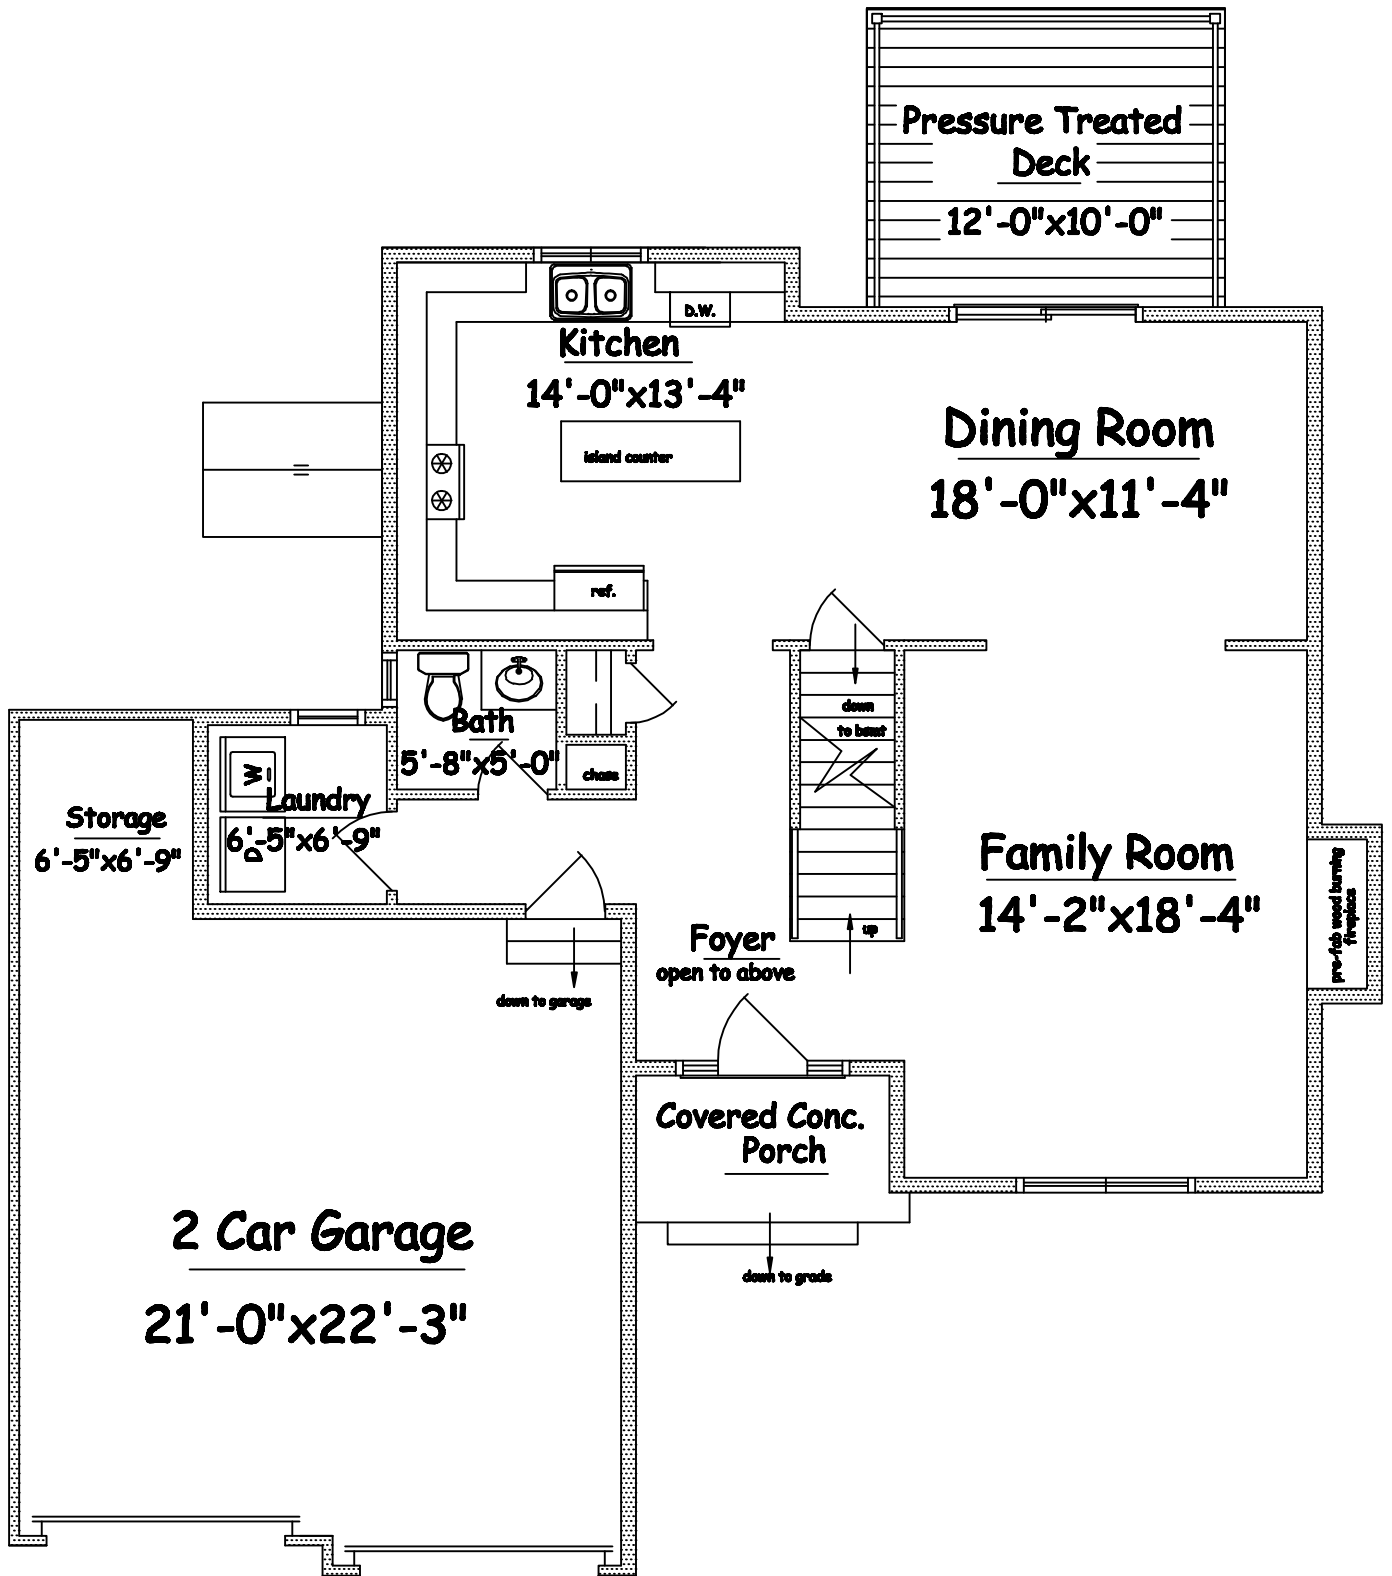 Pressure Treated
Deck
12'-0"x10'-0"
D.W.
Kitchen
14'-0"x13'-4"
island counter
Dining Room
18'-0"x11'-4"
ref.
down
to bsmt
Bath
5'-8"x5'-0"
chase
W
Laundry
6'-5"x6'-9"
D
Storage
6'-5"x6'-9"
Family Room
14'-2"x18'-4"
pre-fab wood burning
fireplace
up
Foyer
open to above
down to garage
Covered Conc.
Porch
down to grade
2 Car Garage
21'-0"x22'-3"